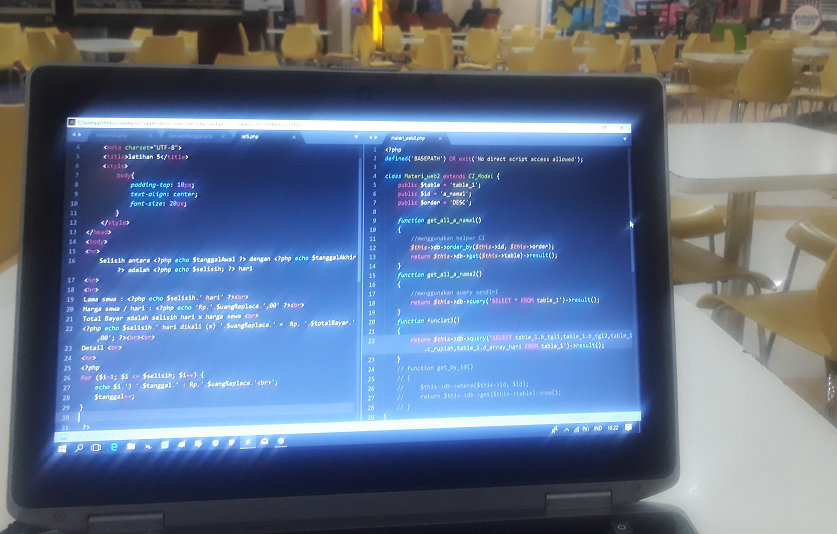 lat5.php
4 <meta charset="UTF-8">
5 <title>latihan 5</title>
6 <style>
7 body{
8 padding-top: 10px;
9 text-align: center;
10 font-size: 20px;
11 }
12 </style>
13 </head>
14 <body>
15 <hr>
16 Selisih antara <?php echo $tanggalAwal ?> dengan <?php echo $tanggalAkhir
?> adalah <?php echo $selisih; ?> hari
17 <hr>
18 <hr>
19 Lama sewa : <?php echo $selisih.' hari' ?><br>
20 Harga sewa / hari : <?php echo 'Rp.'.$uangReplace.',00' ?><br>
21 Total Bayar adalah selisih hari x harga sewa <br>
22 <?php echo $selisih.' hari dikali (x) '.$uangReplace.' = Rp. '.$totalBayar.'
,00'; ?><br><br>
23 Detail <br>
24 <hr>
25 <?php
26 for ($i=1; $i <= $selisih; $i++) {
27 echo $i.') '.$tanggal.' : Rp.'.$uangReplace.'<br>';
28 $tanggal++;
29 }
30
31 ?>
materi_web2.php
1 <?php
2 defined('BASEPATH') OR exit('No direct script access allowed');
3
4 class Materi_web2 extends CI_Model {
5 public $table = 'table_1';
6 public $id = 'a_nama1';
7 public $order = 'DESC';
8
9 function get_all_a_nama1()
10 {
11 //menggunakan helper CI
12 $this->db->order_by($this->id, $this->order);
13 return $this->db->get($this->table)->result();
14 }
15 function get_all_a_nama1()
16 {
17 //menggunakan query sendiri
18 return $this->db->query('SELECT * FROM table_1')->result();
19 }
20 function funclat3()
21 {
22 return $this->db->query('SELECT table_1.b_tgl1,table_1.b_tgl2,table_1
.c_rupiah,table_1.d_array_hari FROM table_1')->result();
23 }
24 // function get_by_id()
25 // {
26 // $this->db->where($this->id, $id);
27 // return $this->db->get($this->table)->row();
28 // }
29
IND 18.22
BURGER